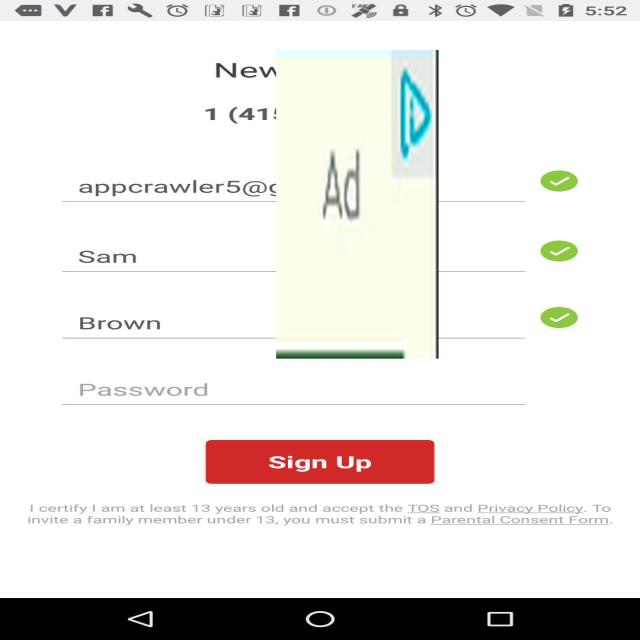 5:52
New
1 (415
Ad
appcrawler5@g
Sam
Brown
Password
Sign Up
I certify I am at least 13 years old and accept the TOS and Privacy Policy. To
invite a family member under 13, you must submit a Parental Consent Form.